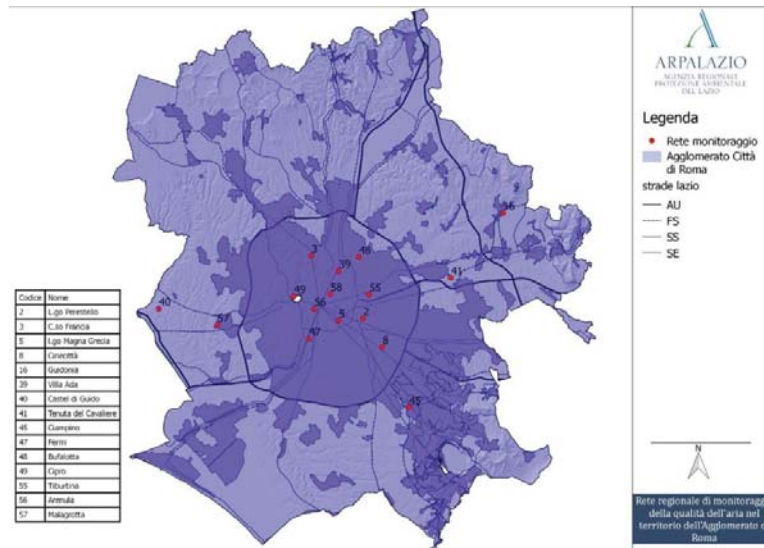 ARPALAZIO
AGENZIA REGIONALE
PROTEZIONE AMBIENTALE
DEL LAZIO
Legenda
Rete monitoraggio
Agglomerato Città
di Roma
strade lazio
AU
FS
SS
SE
16
3
48
39
41
49
58
55
40
56
57
5
2
47
8
45
Codice Nome
2 L.go Perestrello
3 C.so Francia
5 L.go Magna Grecia
8 Cinecittà
16 Guidonia
39 Villa Ada
40 Castel di Guido
41 Tenuta del Cavaliere
45 Ciampino
47 Fermi
48 Bufalotta
49 Cipro
55 Tiburtina
56 Arenula
57 Malagrotta
N
Rete regionale di monitoragg
della qualità dell'aria nel
territorio dell'Agglomerato d
Roma